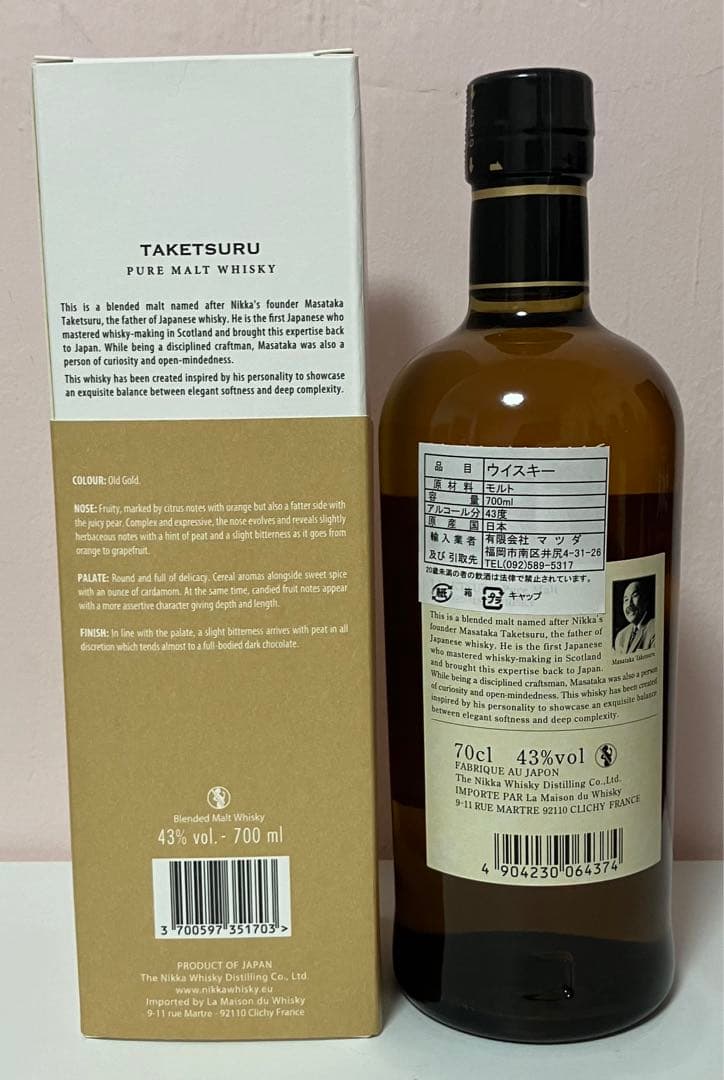 TAKETSURU
PURE MALT WHISKY
This is a blended malt named after Nikka's founder Masataka
Taketsuru, the father of Japanese whisky. He is the first Japanese who
mastered whisky-making in Scotland and brought this expertise back
to Japan. While being a disciplined craftman, Masataka was also a
person of curiosity and open-mindedness.
This whisky has been created inspired by his personality to showcase
an exquisite balance between elegant softness and deep complexity.
COLOUR: Old Gold.
NOSE: Fruity, marked by citrus notes with orange but also a fatter side with
the juicy pear. Complex and expressive, the nose evolves and reveals slightly
herbaceous notes with a hint of peat and a slight bitterness as it goes from
orange to grapefruit.
PALATE: Round and full of delicacy. Cereal aromas alongside sweet spice
with an ounce of cardamom. At the same time, candied fruit notes appear
with a more assertive character giving depth and length.
FINISH: In line with the palate, a slight bitterness arrives with peat in all
discretion which tends almost to a full-bodied dark chocolate.
Blended Malt Whisky
43% vol. - 700 ml
3 700597 351703 >
PRODUCT OF JAPAN
The Nikka Whisky Distilling Co., Ltd.
www.nikkawhisky.eu
Imported by La Maison du Whisky
9-11 rue Martre - 92110 Clichy France
OPEN
品目 ウイスキー
原材料 モルト
容量 700ml
アルコール分 43度
原産国 日本
輸入業者 有限会社 マツダ
及び引取先 福岡市南区井尻4-31-26
TEL(092)589-5317
20歳未満の者の飲酒は法律で禁止されています。
紙 箱 プラ キャップ
This is a blended malt named after Nikka's
founder Masataka Taketsuru, the father of
Japanese whisky. He is the first Japanese
who mastered whisky-making in Scotland
and brought this expertise back to Japan.
Masataka Taketsuru
While being a disciplined craftsman, Masataka was also a person
of curiosity and open-mindedness. This whisky has been created
inspired by his personality to showcase an exquisite balance
between elegant softness and deep complexity.
70cl 43%vol
FABRIQUE AU JAPON
The Nikka Whisky Distilling Co.,Ltd.
IMPORTE PAR La Maison du Whisky
9-11 RUE MARTRE 92110 CLICHY FRANCE
4 904230 064374